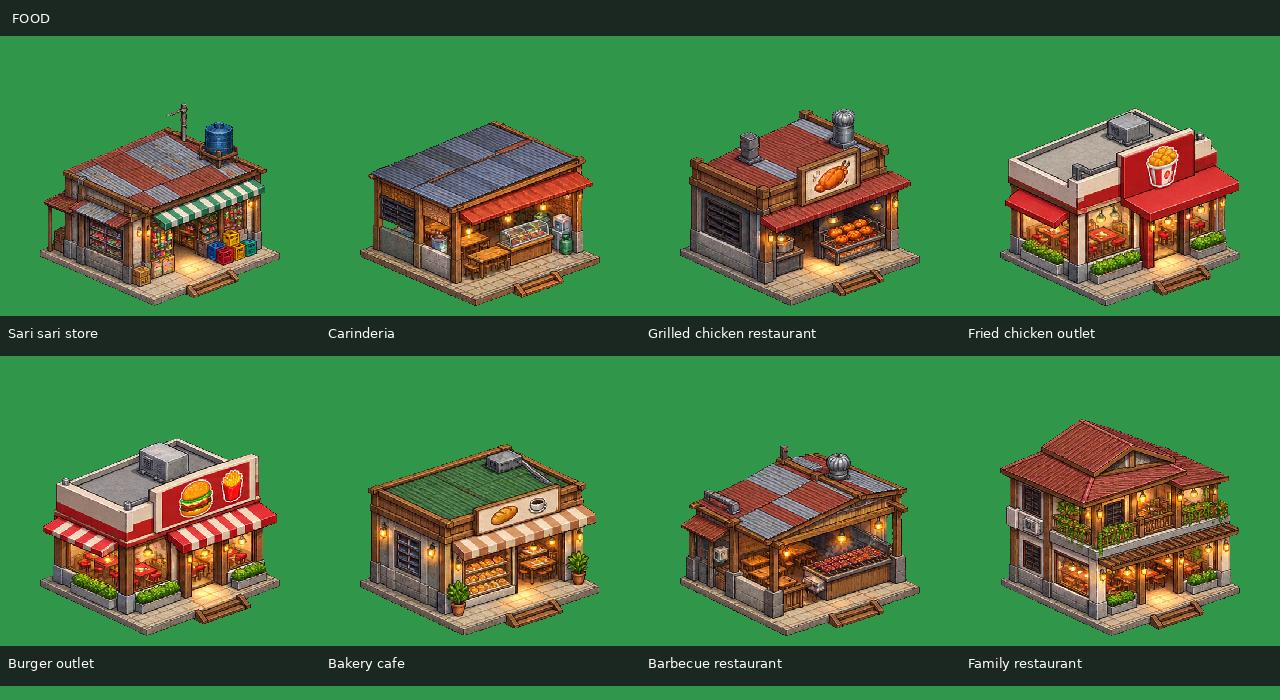 FOOD
Sari sari store
Carinderia
Grilled chicken restaurant
Fried chicken outlet
Burger outlet
Bakery cafe
Barbecue restaurant
Family restaurant